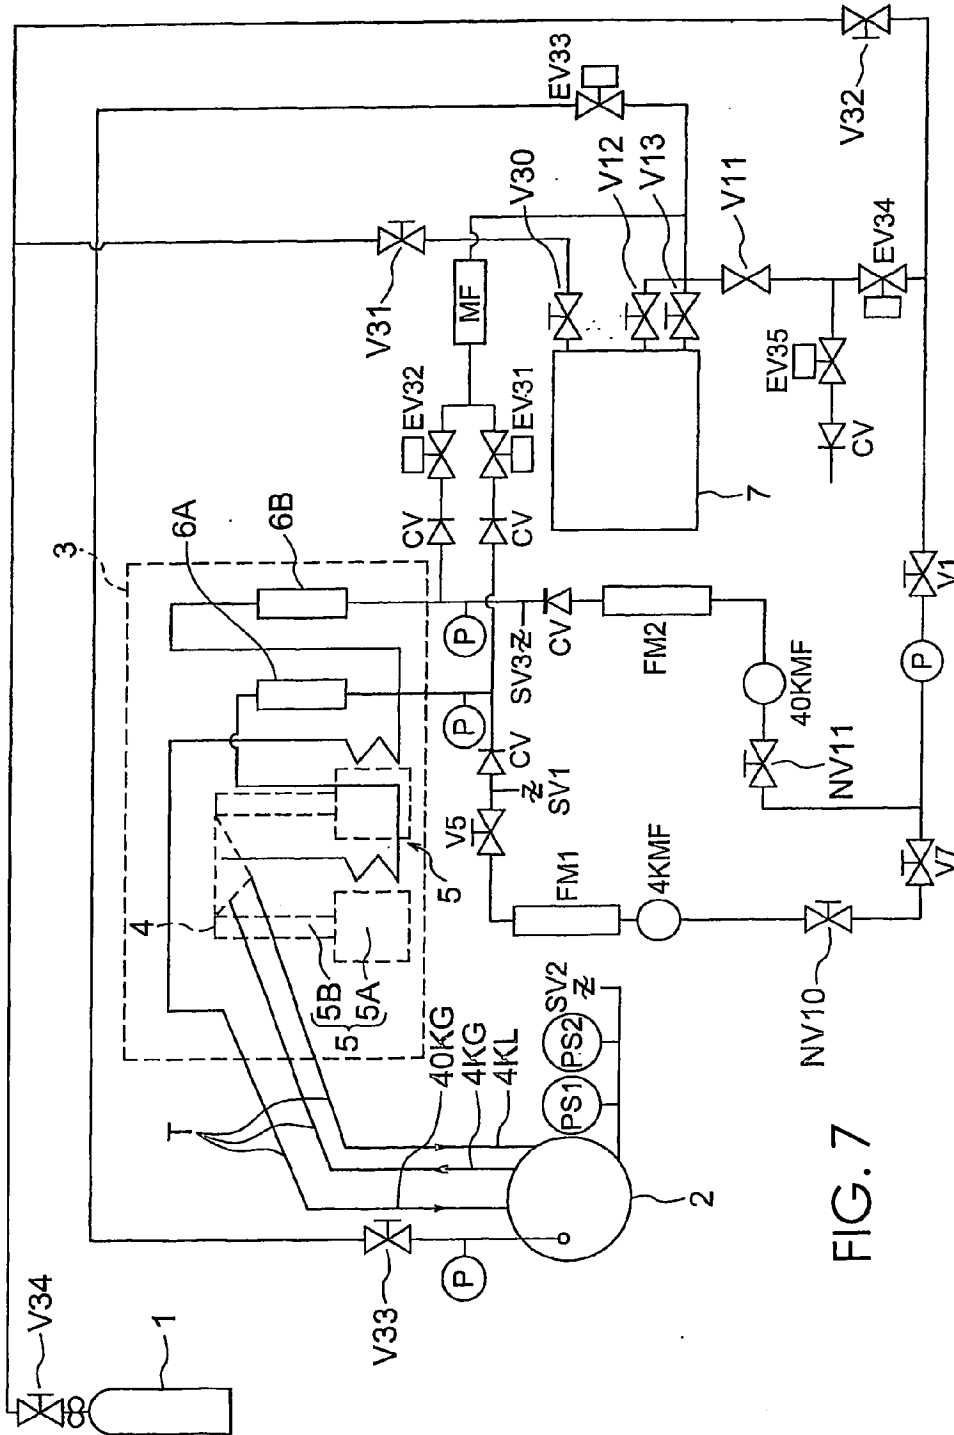 V34
1
V33
P
T
40KG
4KG
4KL
PS1
PS2
SV2
2
3
4
5B
5A
5
5
6A
6B
P
P
V5
SV1
CV
SV3
CV
FM1
4KMF
NV10
FM2
40KMF
NV11
V7
P
V1
CV
CV
EV32
EV31
MF
V31
V30
V12
V13
V11
EV33
V32
EV34
EV35
CV
7
FIG. 7